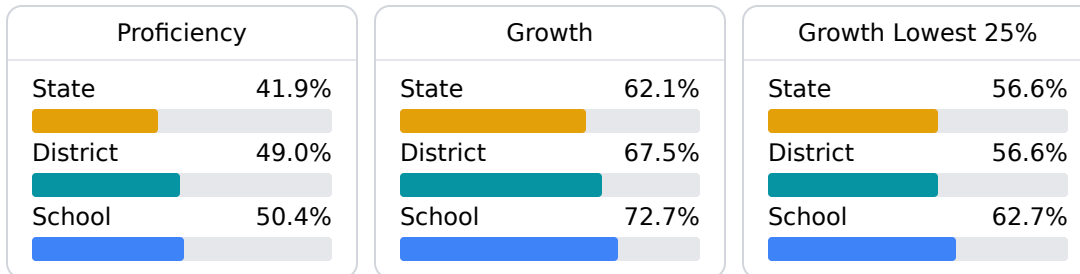 Proficiency
State 41.9%
District 49.0%
School 50.4%
Growth
State 62.1%
District 67.5%
School 72.7%
Growth Lowest 25%
State 56.6%
District 56.6%
School 62.7%